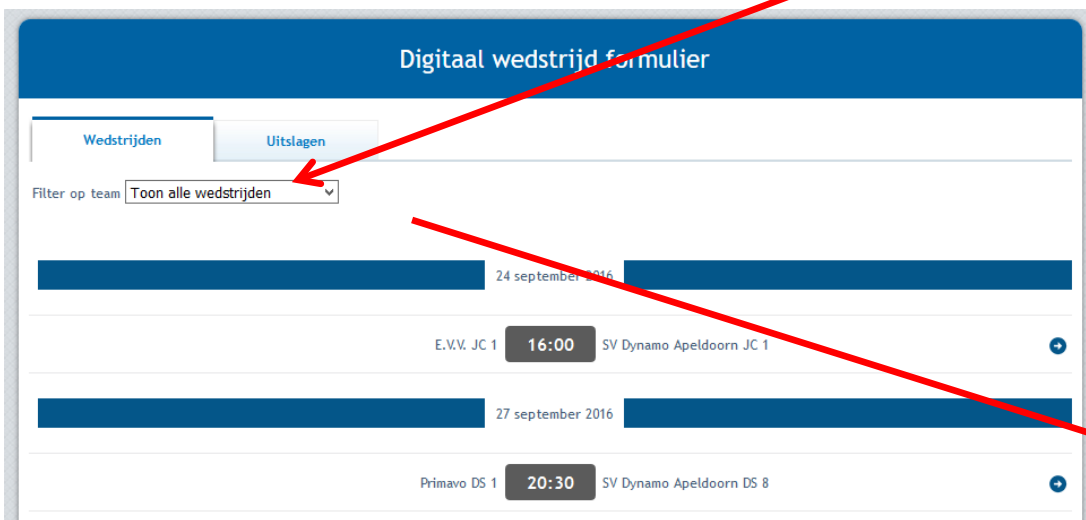 Digitaal wedstrijd formulier
Wedstrijden Uitslagen
Filter op team Toon alle wedstrijden
24 september 2016
E.V.V. JC 1 16:00 SV Dynamo Apeldoorn JC 1
27 september 2016
Primavo DS 1 20:30 SV Dynamo Apeldoorn DS 8